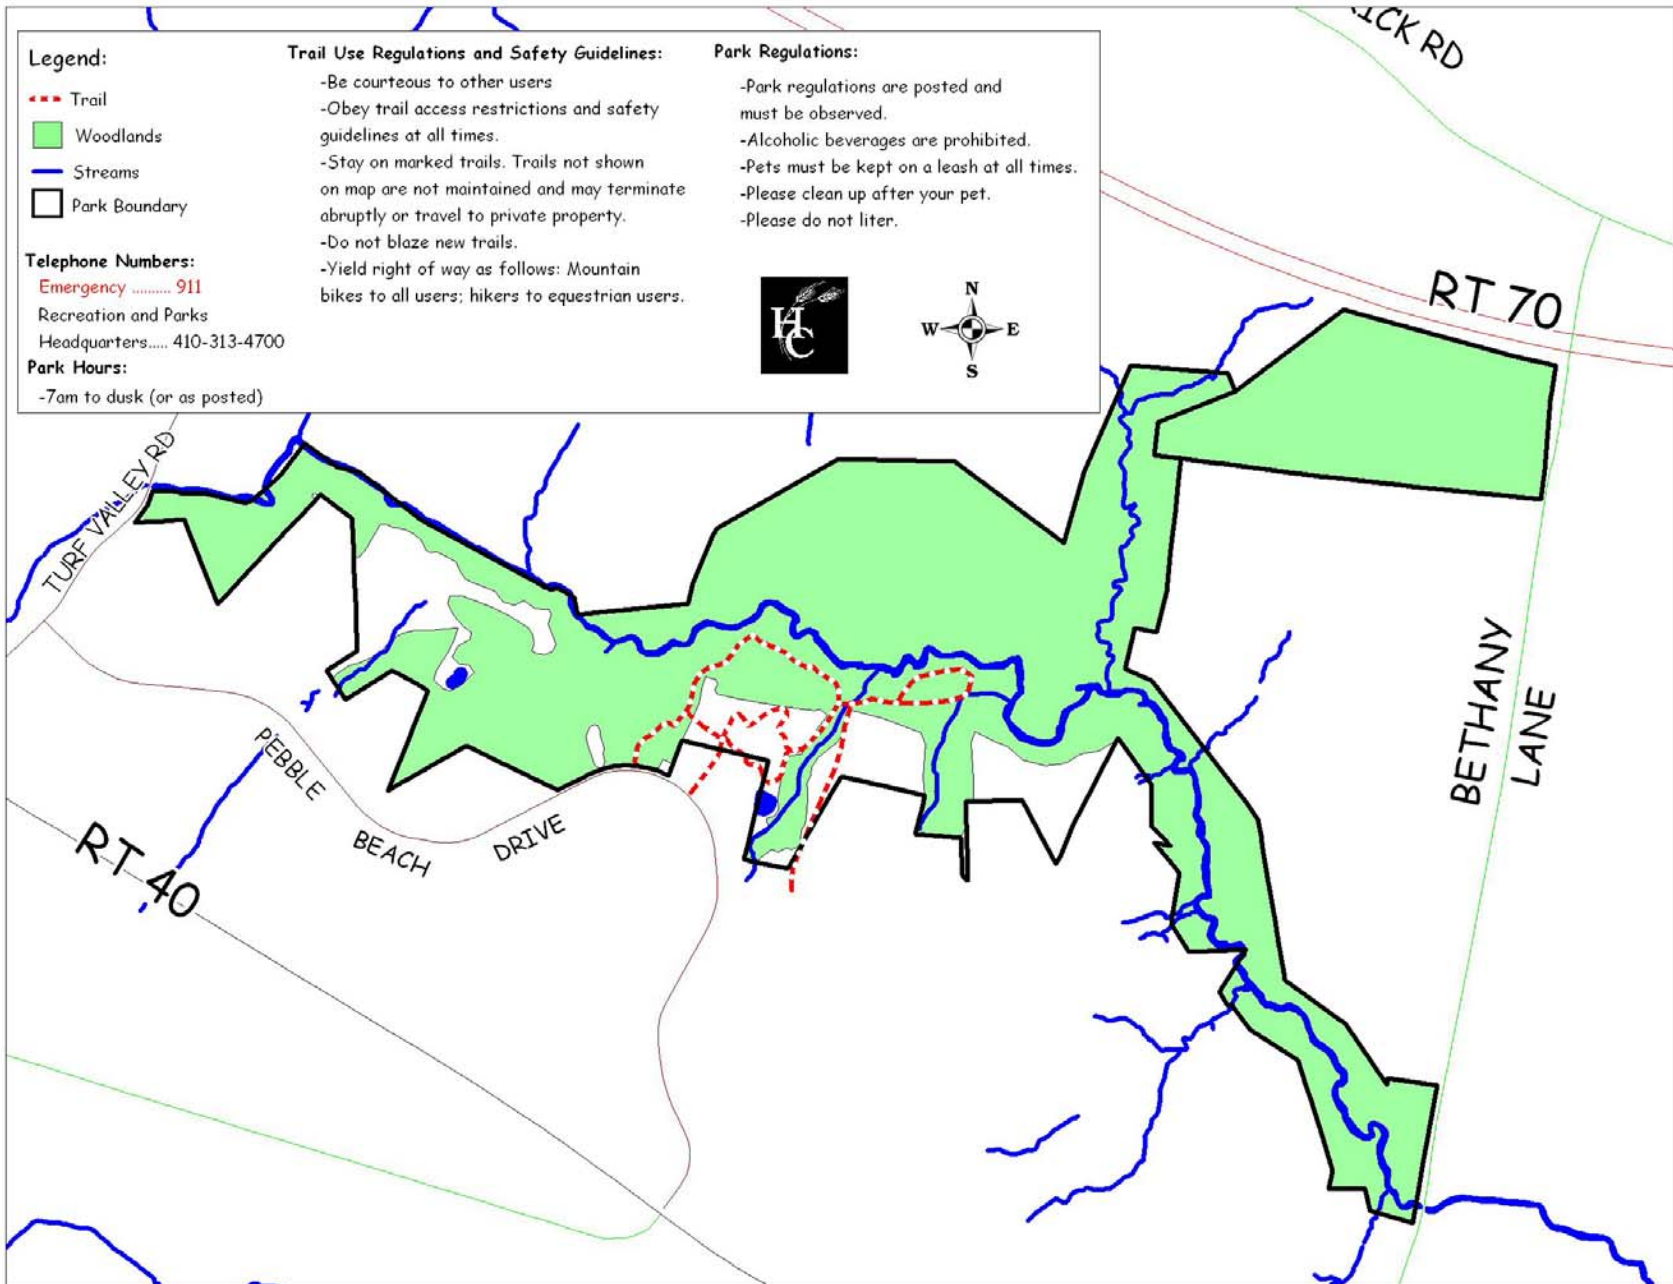 Legend:
Trail
Woodlands
Streams
Park Boundary
Telephone Numbers:
Emergency .......... 911
Recreation and Parks
Headquarters..... 410-313-4700
Park Hours:
-7am to dusk (or as posted)
Trail Use Regulations and Safety Guidelines:
-Be courteous to other users
-Obey trail access restrictions and safety
guidelines at all times.
-Stay on marked trails. Trails not shown
on map are not maintained and may terminate
abruptly or travel to private property.
-Do not blaze new trails.
-Yield right of way as follows: Mountain
bikes to all users; hikers to equestrian users.
Park Regulations:
-Park regulations are posted and
must be observed.
-Alcoholic beverages are prohibited.
-Pets must be kept on a leash at all times.
-Please clean up after your pet.
-Please do not liter.
HC
N
W E
S
RD
RT 70
TURF VALLEY RD
PEBBLE
BEACH
DRIVE
RT 40
BETHANY
LANE